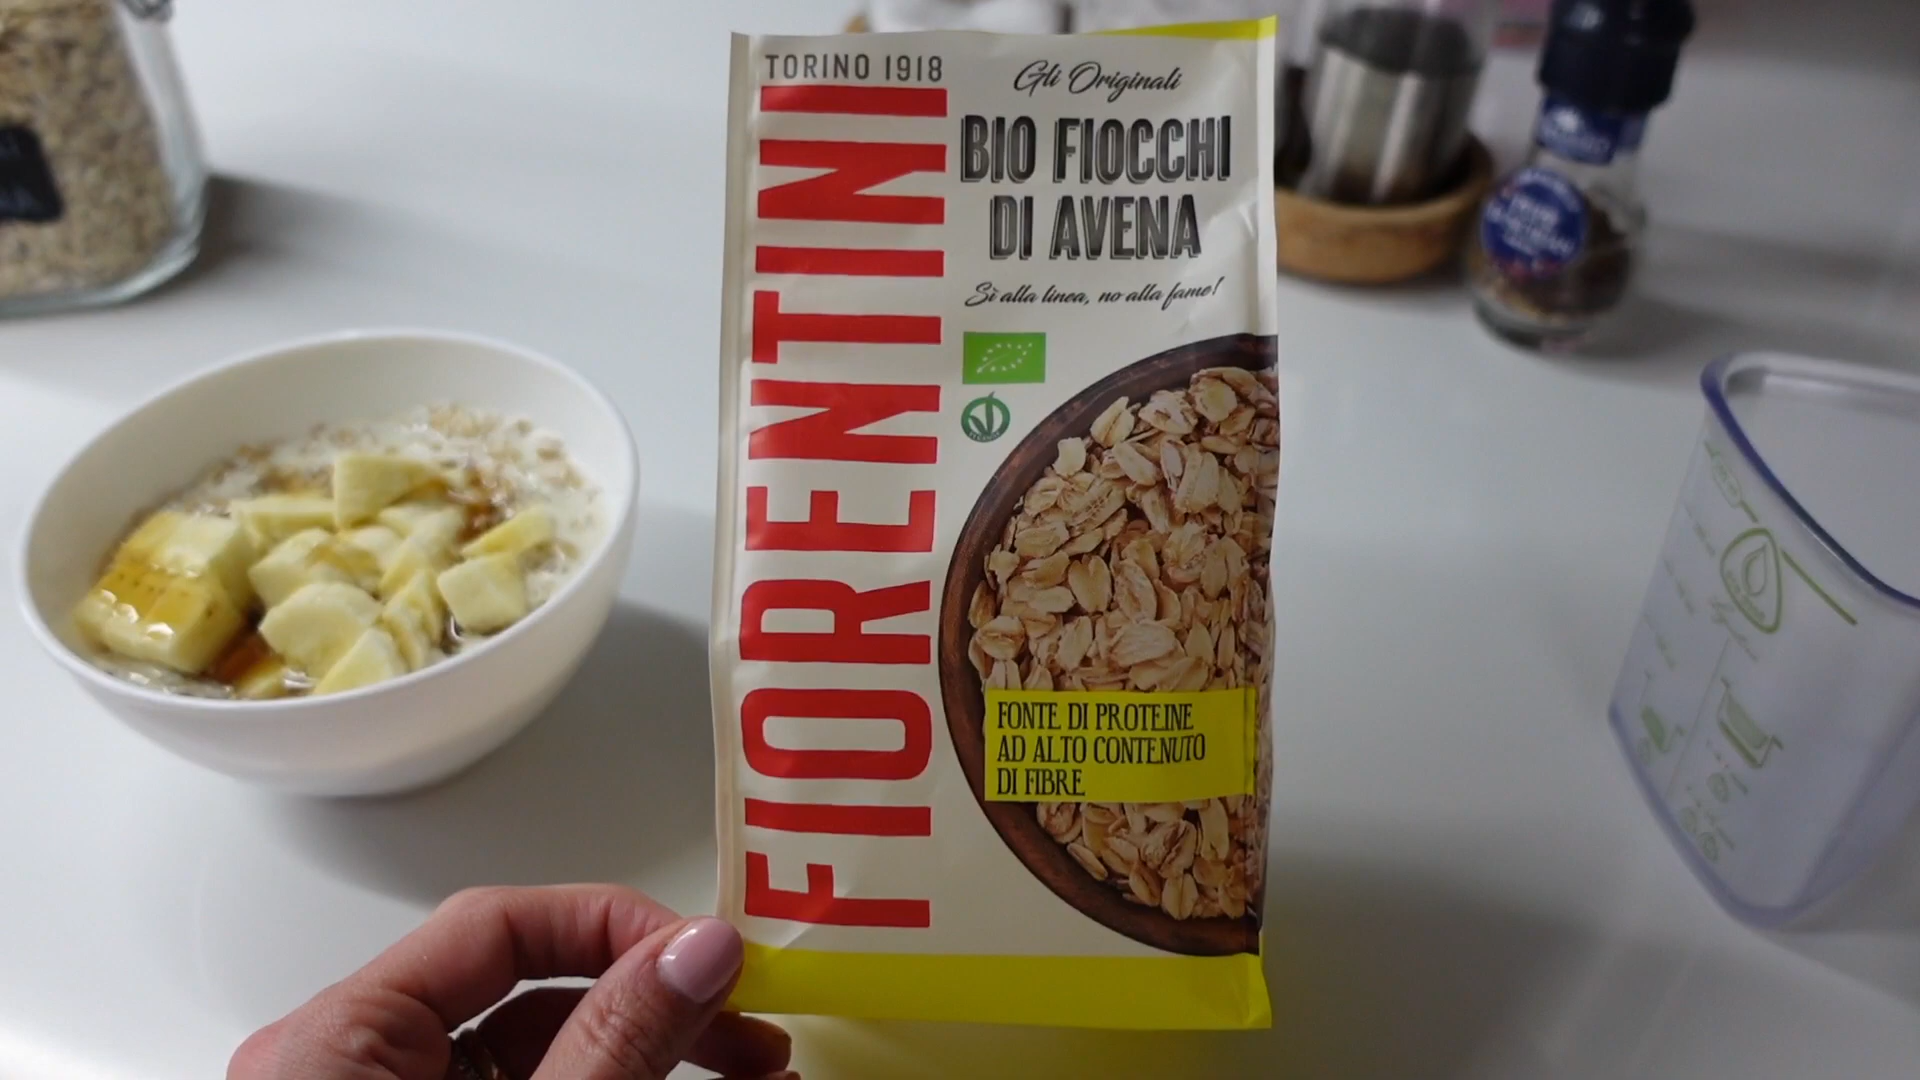 TORINO 1918
FIORENTINI
Gli Originali
BIO FIOCCHI
DI AVENA
Sì alla linea, no alla fame!
FONTE DI PROTEINE
AD ALTO CONTENUTO
DI FIBRE